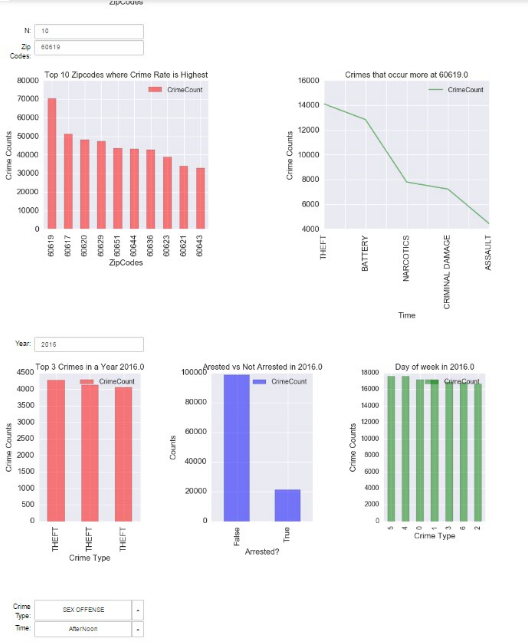 ZipCodes
N: 10
Zip Codes: 60619
Top 10 Zipcodes where Crime Rate is Highest
CrimeCount
80000
70000
60000
50000
40000
30000
20000
10000
0
Crime Counts
60619 60617 60620 60629 60651 60644 60636 60623 60621 60643
ZipCodes
Crimes that occur more at 60619.0
CrimeCount
16000
14000
12000
10000
8000
6000
4000
Crime Counts
THEFT BATTERY NARCOTICS CRIMINAL DAMAGE ASSAULT
Time
Year: 2016
Top 3 Crimes in a Year 2016.0
CrimeCount
4500
4000
3500
3000
2500
2000
1500
1000
500
0
Crime Counts
THEFT THEFT THEFT
Crime Type
Arested vs Not Arrested in 2016.0
CrimeCount
100000
80000
60000
40000
20000
0
Counts
False True
Arrested?
Day of week in 2016.0
CrimeCount
18000
16000
14000
12000
10000
8000
6000
4000
2000
0
Crime Counts
5 4 0 1 3 6 2
Crime Type
Crime Type: SEX OFFENSE
Time: AfterNoon